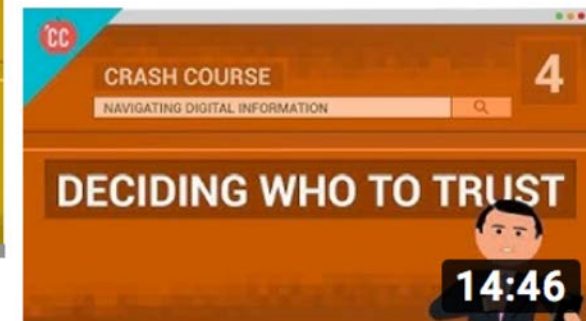 CC
CRASH COURSE
4
NAVIGATING DIGITAL INFORMATION
DECIDING WHO TO TRUST
14:46